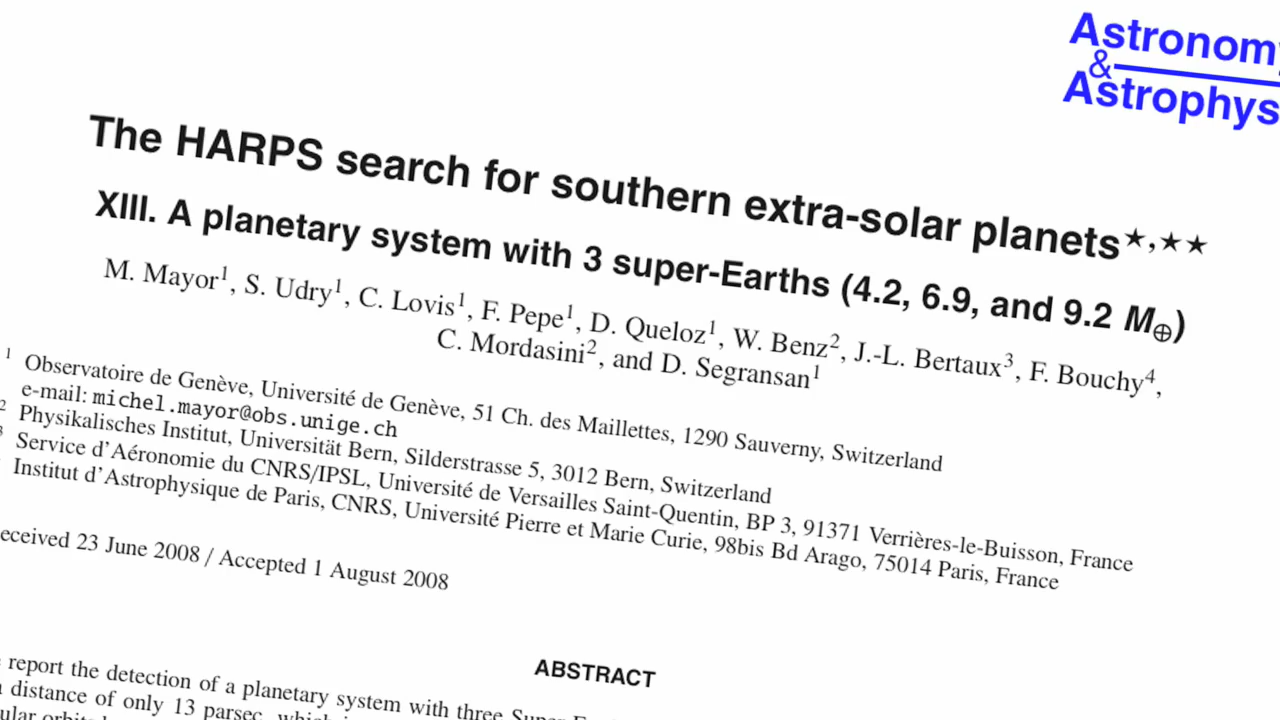 Astronomy
&
Astrophys
The HARPS search for southern extra-solar planets★,★★
XIII. A planetary system with 3 super-Earths (4.2, 6.9, and 9.2 M⊕)
M. Mayor1, S. Udry1, C. Lovis1, F. Pepe1, D. Queloz1, W. Benz2, J.-L. Bertaux3, F. Bouchy4,
C. Mordasini2, and D. Segransan1
1 Observatoire de Genève, Université de Genève, 51 Ch. des Maillettes, 1290 Sauverny, Switzerland
e-mail: michel.mayor@obs.unige.ch
2 Physikalisches Institut, Universität Bern, Silderstrasse 5, 3012 Bern, Switzerland
3 Service d'Aéronomie du CNRS/IPSL, Université de Versailles Saint-Quentin, BP 3, 91371 Verrières-le-Buisson, France
Institut d'Astrophysique de Paris, CNRS, Université Pierre et Marie Curie, 98bis Bd Arago, 75014 Paris, France
eceived 23 June 2008 / Accepted 1 August 2008
ABSTRACT
report the detection of a planetary system with three Super
distance of only 13 parsec, which